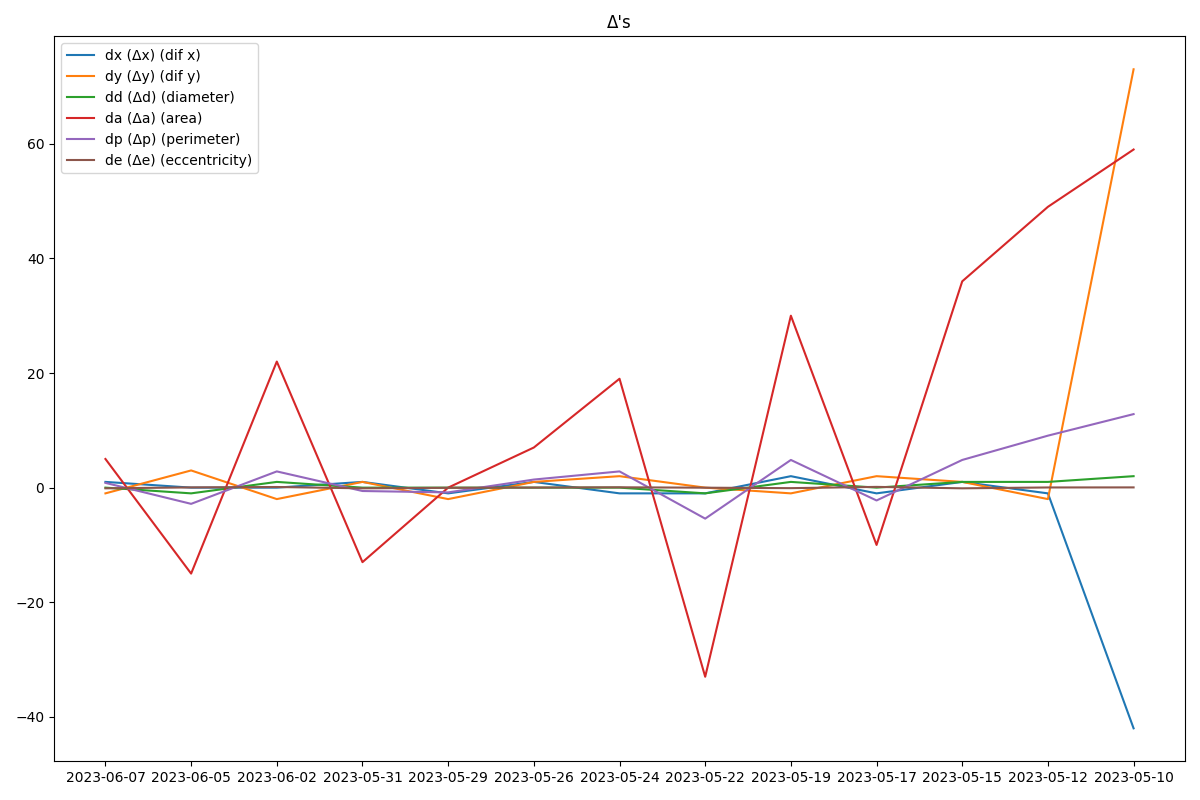 Δ's
dx (Δx) (dif x)
dy (Δy) (dif y)
dd (Δd) (diameter)
da (Δa) (area)
dp (Δp) (perimeter)
de (Δe) (eccentricity)
60
40
20
0
−20
−40
2023-06-07 2023-06-05 2023-06-02 2023-05-31 2023-05-29 2023-05-26 2023-05-24 2023-05-22 2023-05-19 2023-05-17 2023-05-15 2023-05-12 2023-05-10